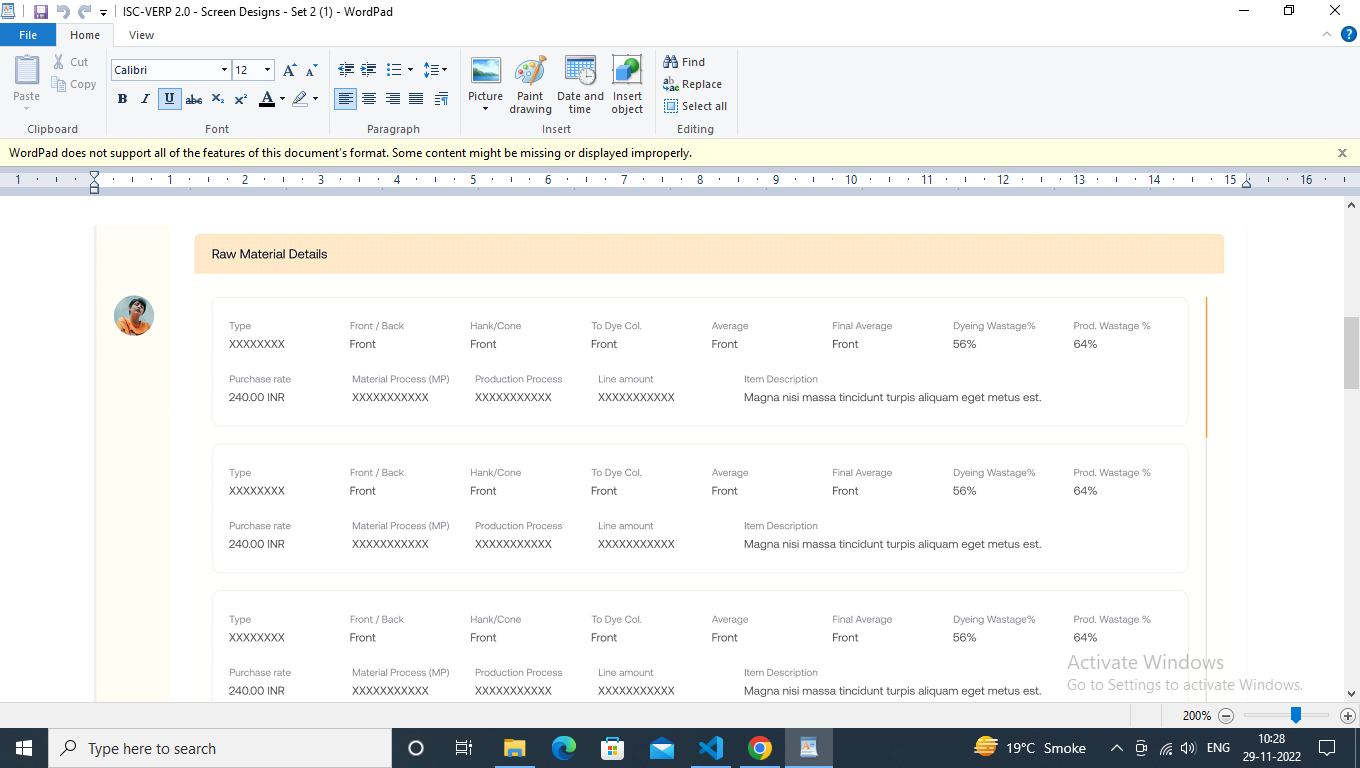 ISC-VERP 2.0 - Screen Designs - Set 2 (1) - WordPad
File Home View
Paste Cut Copy
Clipboard
Calibri 12
B I U abc X₂ X² A
Font
Paragraph
Picture Paint drawing Date and time Insert object
Insert
Find
Replace
Select all
Editing
WordPad does not support all of the features of this document's format. Some content might be missing or displayed improperly.
1 1 2 3 4 5 6 7 8 9 10 11 12 13 14 15 16
Raw Material Details
Type Front / Back Hank/Cone To Dye Col. Average Final Average Dyeing Wastage% Prod. Wastage %
XXXXXXXX Front Front Front Front Front 56% 64%
Purchase rate Material Process (MP) Production Process Line amount Item Description
240.00 INR XXXXXXXXXXX XXXXXXXXXXX XXXXXXXXXXX Magna nisi massa tincidunt turpis aliquam eget metus est.
Type Front / Back Hank/Cone To Dye Col. Average Final Average Dyeing Wastage% Prod. Wastage %
XXXXXXXX Front Front Front Front Front 56% 64%
Purchase rate Material Process (MP) Production Process Line amount Item Description
240.00 INR XXXXXXXXXXX XXXXXXXXXXX XXXXXXXXXXX Magna nisi massa tincidunt turpis aliquam eget metus est.
Type Front / Back Hank/Cone To Dye Col. Average Final Average Dyeing Wastage% Prod. Wastage %
XXXXXXXX Front Front Front Front Front 56% 64%
Purchase rate Material Process (MP) Production Process Line amount Item Description
240.00 INR XXXXXXXXXXX XXXXXXXXXXX XXXXXXXXXXX Magna nisi massa tincidunt turpis aliquam eget metus est.
Activate Windows
Go to Settings to activate Windows.
200%
Type here to search
19°C Smoke
ENG
10:28
29-11-2022